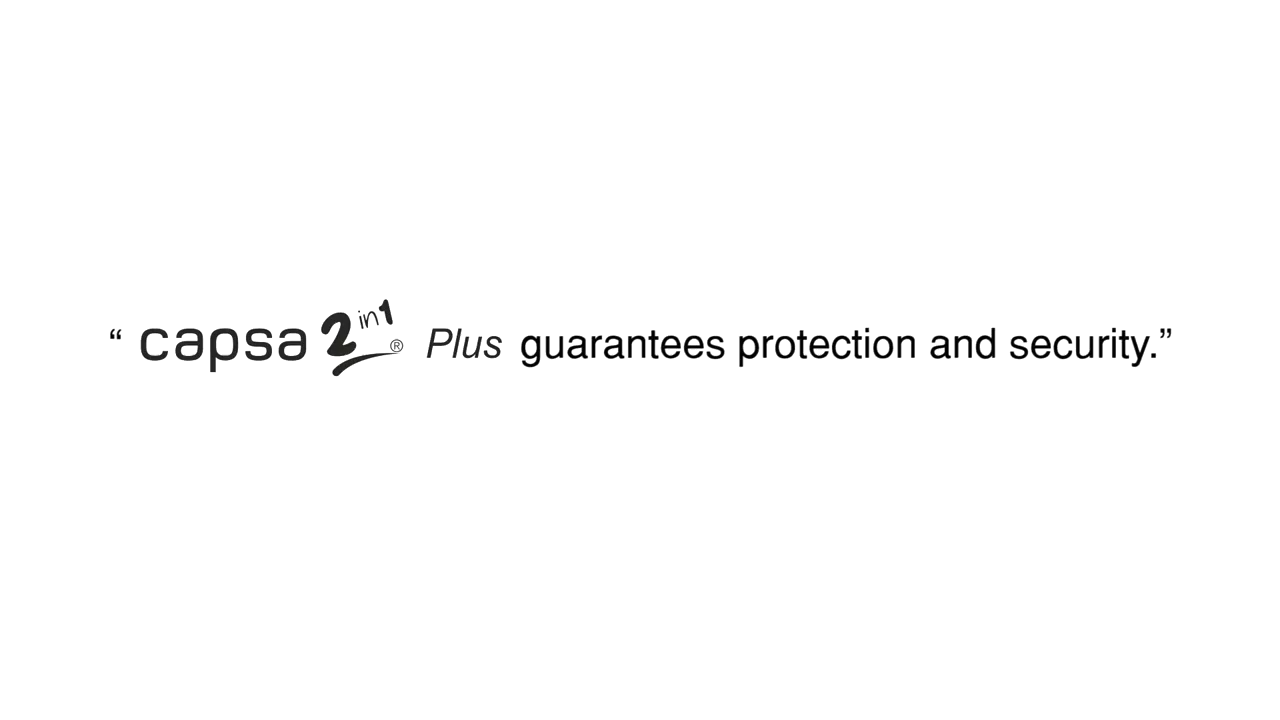 “ capsa 2 in 1 ® Plus guarantees protection and security.”